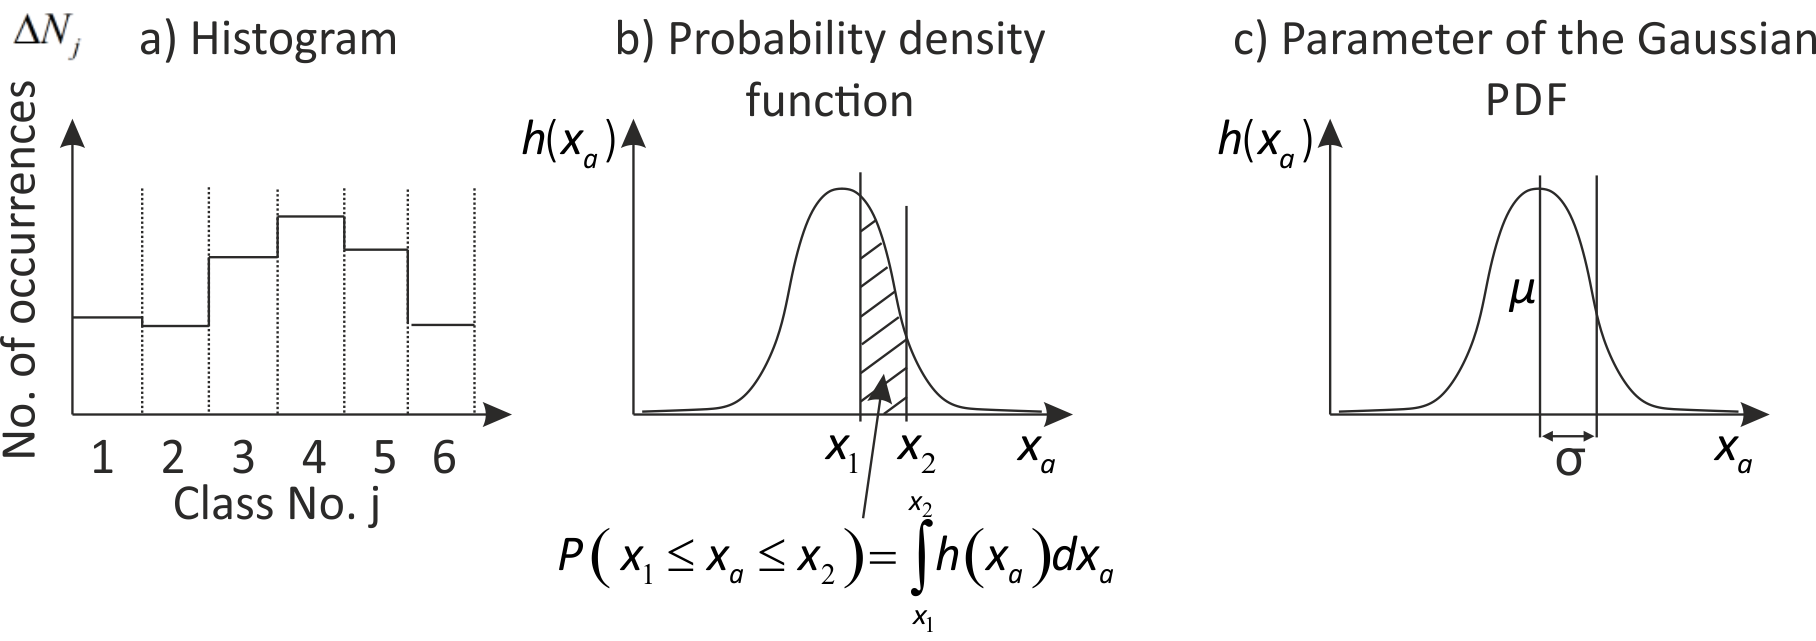 ΔN_j
a) Histogram
No. of occurrences
1 2 3 4 5 6
Class No. j
b) Probability density
function
h(x_a)
x_1 x_2 x_a
P(x_1 ≤ x_a ≤ x_2) = ∫_{x_1}^{x_2} h(x_a)dx_a
c) Parameter of the Gaussian
PDF
h(x_a)
μ
σ x_a